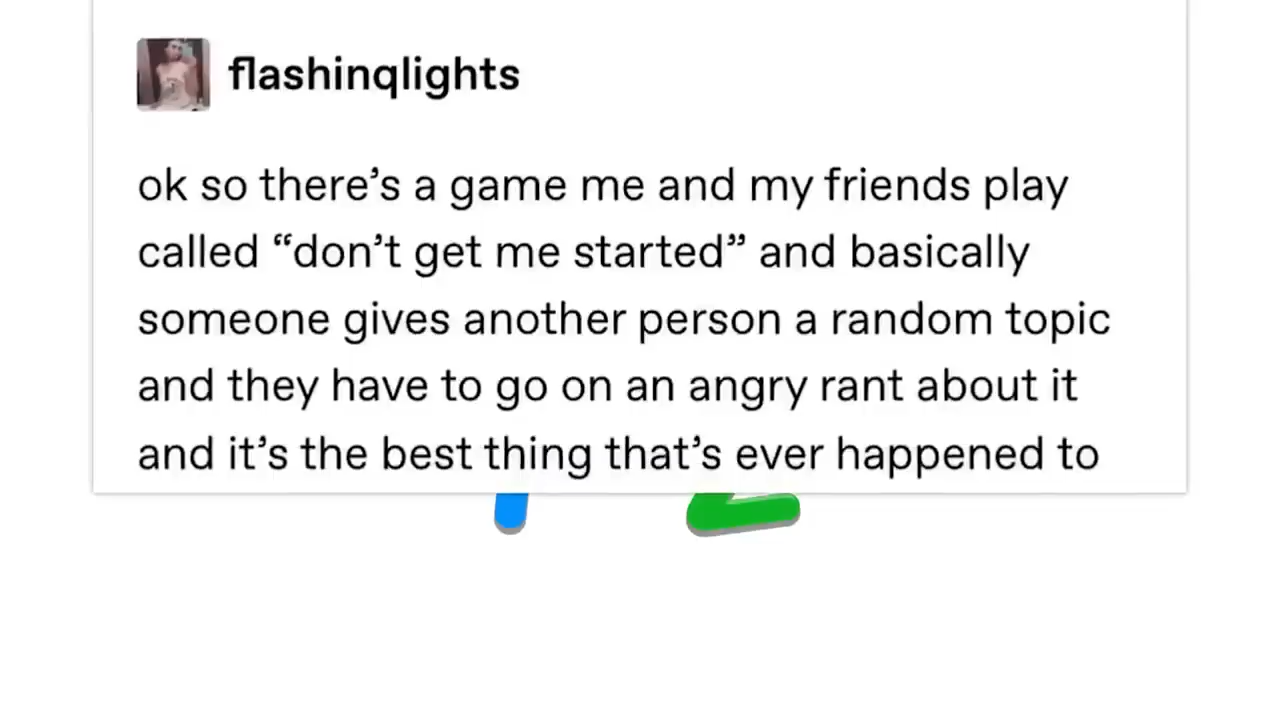 flashinqlights
ok so there’s a game me and my friends play
called “don’t get me started” and basically
someone gives another person a random topic
and they have to go on an angry rant about it
and it’s the best thing that’s ever happened to